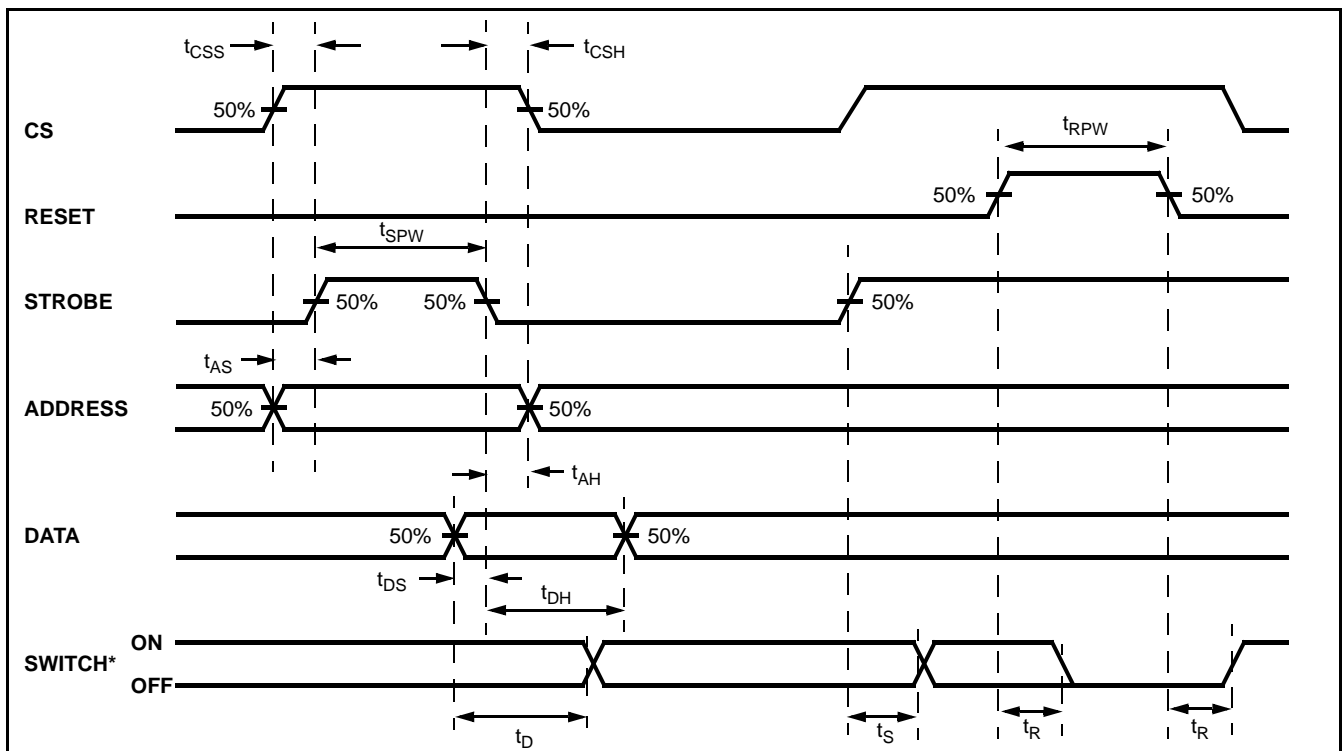 tCSS tCSH
50% 50%
CS
tRPW
50% 50%
RESET
tSPW
50% 50% 50%
STROBE
tAS
50% 50%
ADDRESS
tAH
50% 50%
DATA
tDS tDH
ON
SWITCH*
OFF
tD tS tR tR